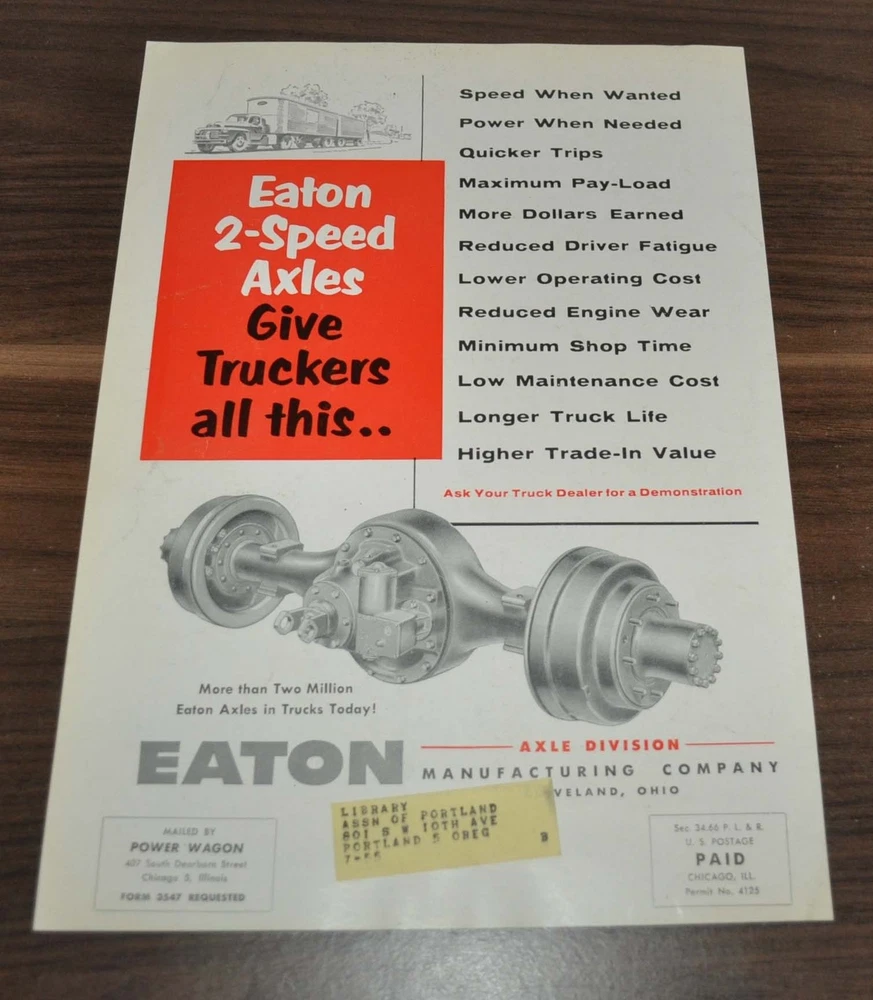 Eaton
2-Speed
Axles
Give
Truckers
all this..
Speed When Wanted
Power When Needed
Quicker Trips
Maximum Pay-Load
More Dollars Earned
Reduced Driver Fatigue
Lower Operating Cost
Reduced Engine Wear
Minimum Shop Time
Low Maintenance Cost
Longer Truck Life
Higher Trade-In Value
Ask Your Truck Dealer for a Demonstration
More than Two Million
Eaton Axles in Trucks Today!
EATON
AXLE DIVISION
MANUFACTURING COMPANY
VELAND, OHIO
MAILED BY
POWER WAGON
407 South Dearborn Street
Chicago 5, Illinois
FORM 3547 REQUESTED
LIBRARY
ASSN OF PORTLAND
801 S W 10TH AVE
PORTLAND 5 OREG B
7-55
Sec. 34.66 P. L. & R.
U. S. POSTAGE
PAID
CHICAGO, ILL.
Permit No. 4125